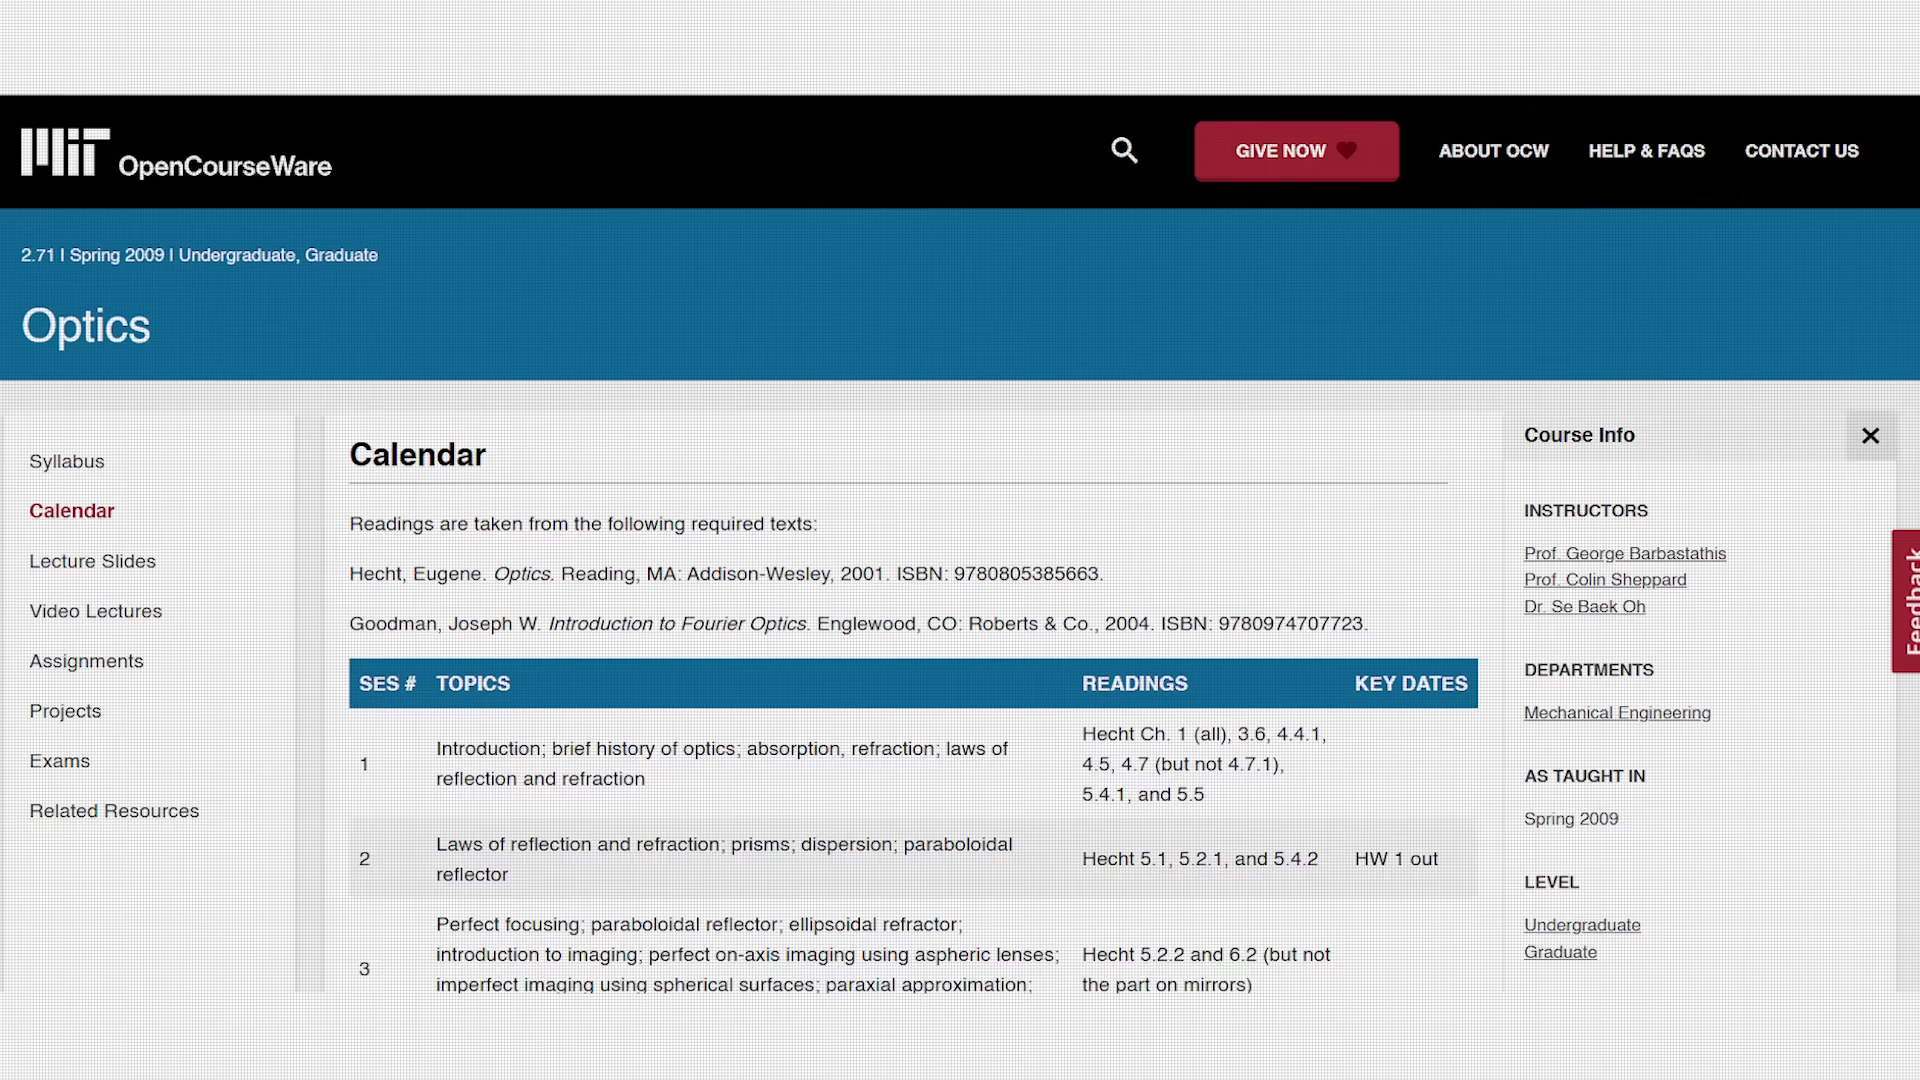 MIT OpenCourseWare
GIVE NOW
ABOUT OCW
HELP & FAQS
CONTACT US
2.71 | Spring 2009 | Undergraduate, Graduate
Optics
Syllabus
Calendar
Lecture Slides
Video Lectures
Assignments
Projects
Exams
Related Resources
Calendar
Readings are taken from the following required texts:
Hecht, Eugene. Optics. Reading, MA: Addison-Wesley, 2001. ISBN: 9780805385663.
Goodman, Joseph W. Introduction to Fourier Optics. Englewood, CO: Roberts & Co., 2004. ISBN: 9780974707723.
SES # TOPICS READINGS KEY DATES
1
Introduction; brief history of optics; absorption, refraction; laws of
reflection and refraction
Hecht Ch. 1 (all), 3.6, 4.4.1,
4.5, 4.7 (but not 4.7.1),
5.4.1, and 5.5
2
Laws of reflection and refraction; prisms; dispersion; paraboloidal
reflector
Hecht 5.1, 5.2.1, and 5.4.2
HW 1 out
3
Perfect focusing; paraboloidal reflector; ellipsoidal refractor;
introduction to imaging; perfect on-axis imaging using aspheric lenses;
imperfect imaging using spherical surfaces; paraxial approximation;
Hecht 5.2.2 and 6.2 (but not
the part on mirrors)
Course Info
INSTRUCTORS
Prof. George Barbastathis
Prof. Colin Sheppard
Dr. Se Baek Oh
DEPARTMENTS
Mechanical Engineering
AS TAUGHT IN
Spring 2009
LEVEL
Undergraduate
Graduate
Feedback